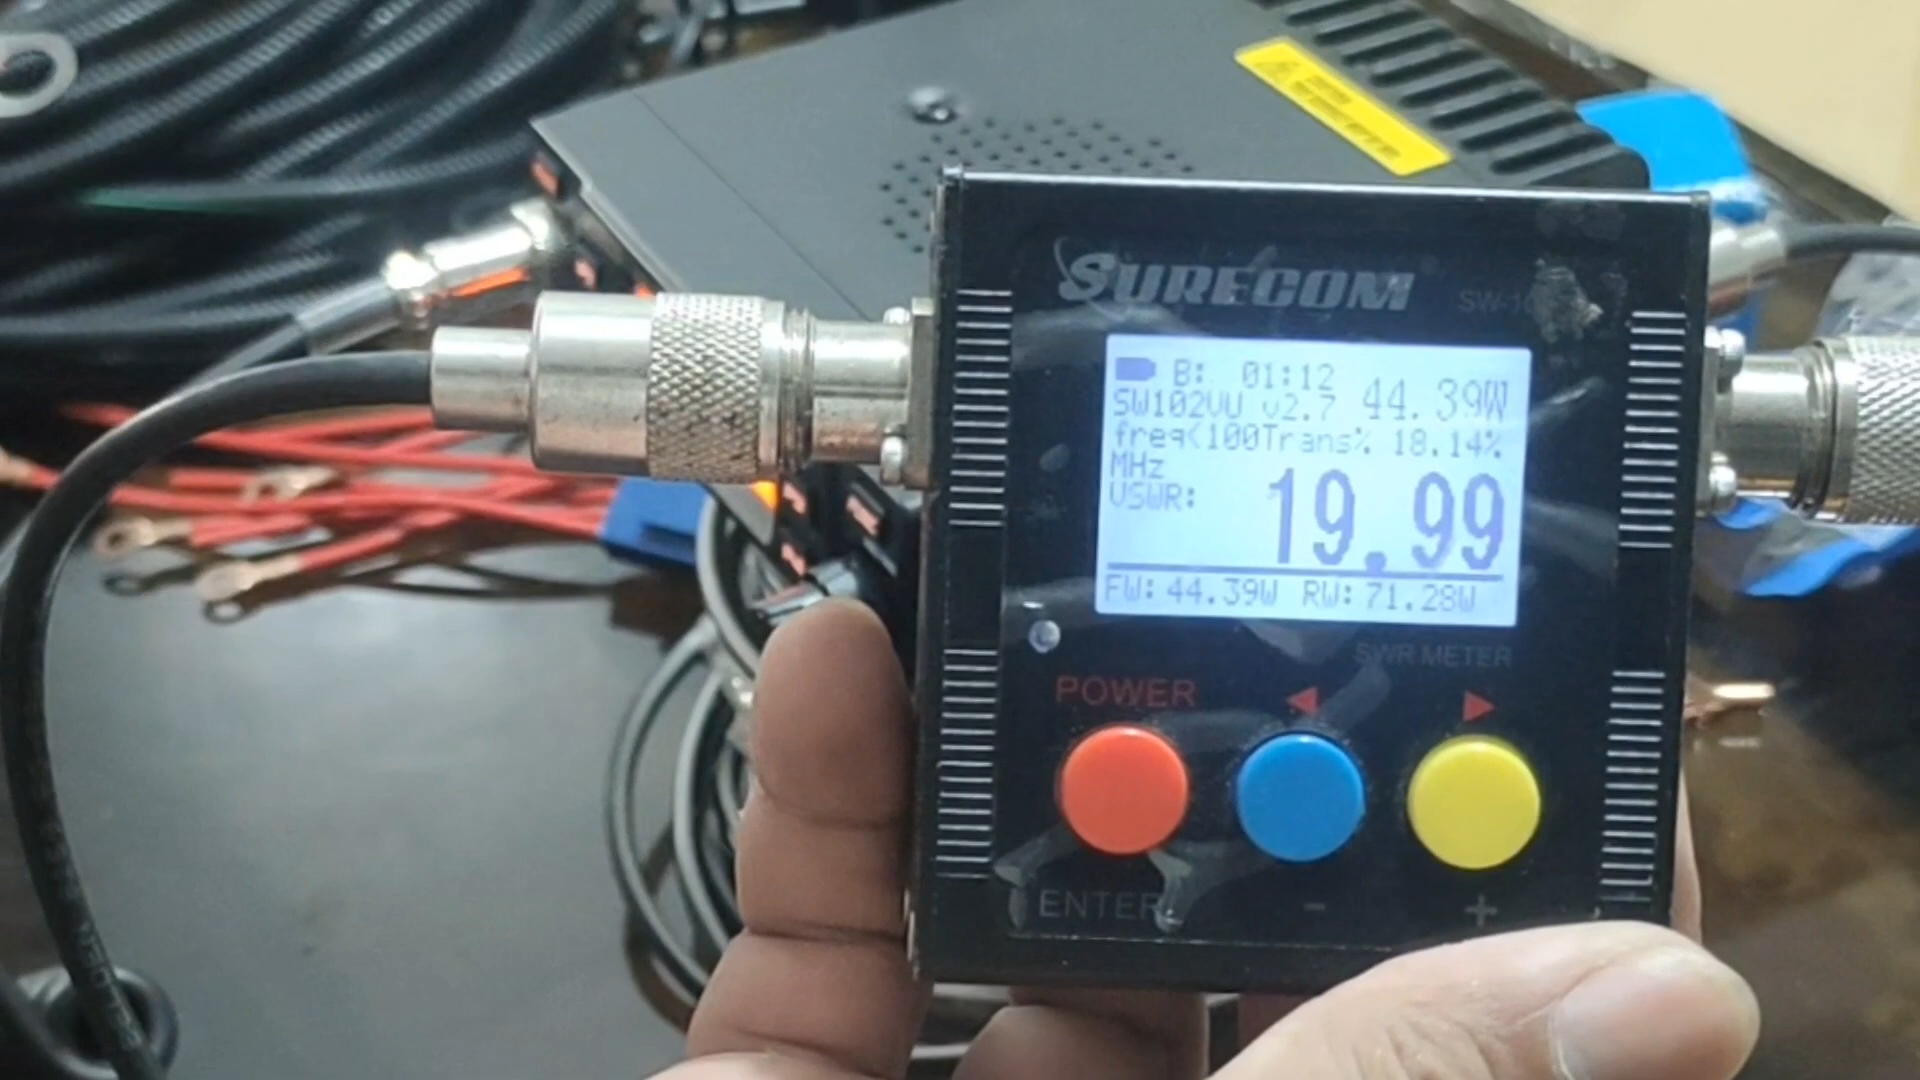 SURECOM
B: 01:12
44.39W
SW102VU v2.7
freq<100Trans% 18.14%
MHz
VSWR:
19.99
FW: 44.39W RW: 71.28W
SWR METER
POWER
ENTER
-
+